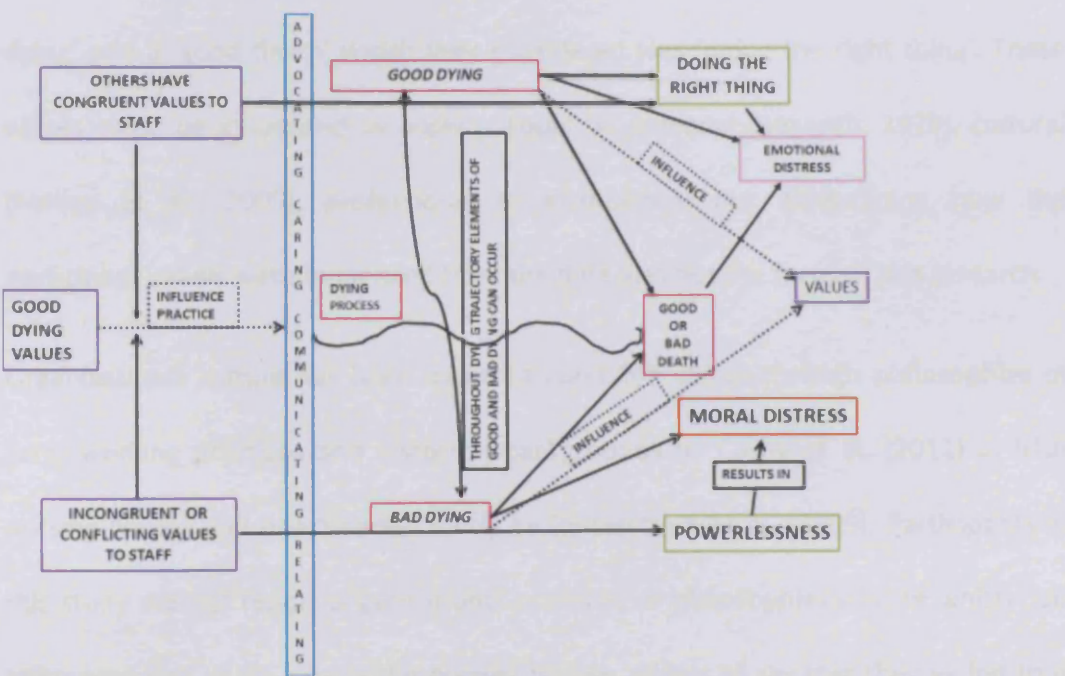 ADVOCATING CARING COMMUNICATING RELATING
OTHERS HAVE
CONGRUENT VALUES TO
STAFF
GOOD DYING
DOING THE
RIGHT THING
EMOTIONAL
DISTRESS
INFLUENCE
THROUGHOUT DYING TRAJECTORY ELEMENTS OF
GOOD AND BAD DYING CAN OCCUR
VALUES
GOOD
DYING
VALUES
INFLUENCE
PRACTICE
DYING
PROCESS
GOOD
OR
BAD
DEATH
INFLUENCE
MORAL DISTRESS
RESULTS IN
INCONGRUENT OR
CONFLICTING VALUES
TO STAFF
BAD DYING
POWERLESSNESS